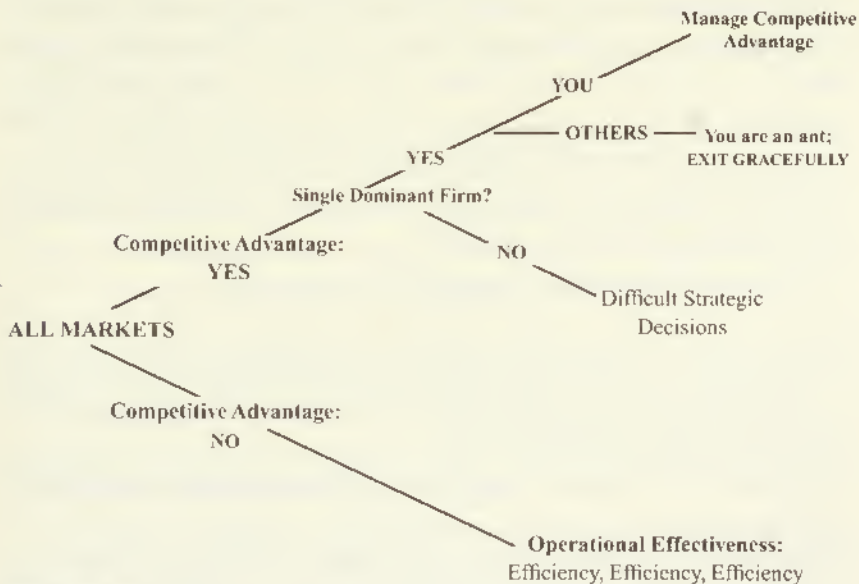 Manage Competitive
Advantage
YOU
OTHERS
You are an ant;
EXIT GRACEFULLY
YES
Single Dominant Firm?
Competitive Advantage:
YES
NO
Difficult Strategic
Decisions
ALL MARKETS
Competitive Advantage:
NO
Operational Effectiveness:
Efficiency, Efficiency, Efficiency